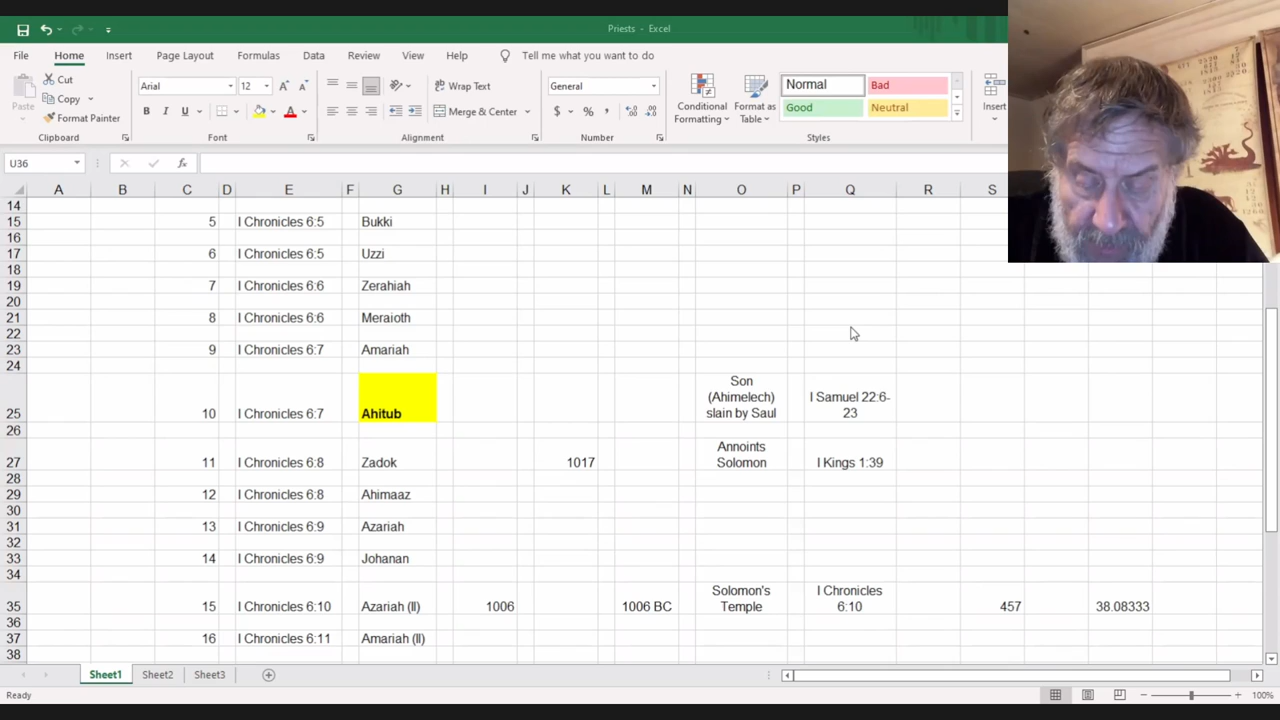 Priests - Excel
File Home Insert Page Layout Formulas Data Review View Help Tell me what you want to do
Paste
Cut
Copy
Format Painter
Clipboard
Arial 12
B I U
Font
Wrap Text
Merge & Center
Alignment
General
$ % ,
Number
Conditional Formatting
Format as Table
Normal Bad
Good Neutral
Styles
Insert
U36
fx
A B C D E F G H I J K L M N O P Q R S
14
15 5 I Chronicles 6:5 Bukki
16
17 6 I Chronicles 6:5 Uzzi
18
19 7 I Chronicles 6:6 Zerahiah
20
21 8 I Chronicles 6:6 Meraioth
22
23 9 I Chronicles 6:7 Amariah
24
Son
(Ahimelech) I Samuel 22:6-
25 10 I Chronicles 6:7 Ahitub slain by Saul 23
26
Annoints
27 11 I Chronicles 6:8 Zadok 1017 Solomon I Kings 1:39
28
29 12 I Chronicles 6:8 Ahimaaz
30
31 13 I Chronicles 6:9 Azariah
32
33 14 I Chronicles 6:9 Johanan
34
Solomon's I Chronicles
35 15 I Chronicles 6:10 Azariah (II) 1006 1006 BC Temple 6:10 457 38.08333
36
37 16 I Chronicles 6:11 Amariah (II)
38
Sheet1 Sheet2 Sheet3
Ready 100%